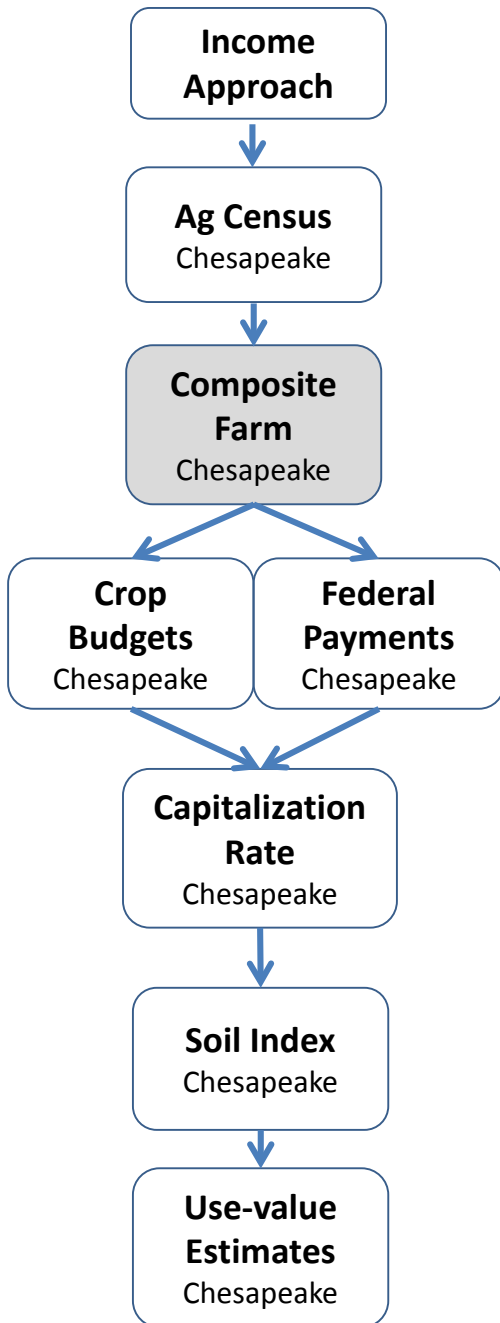 Income
Approach
Ag Census
Chesapeake
Composite
Farm
Chesapeake
Crop
Budgets
Chesapeake
Federal
Payments
Chesapeake
Capitalization
Rate
Chesapeake
Soil Index
Chesapeake
Use-value
Estimates
Chesapeake